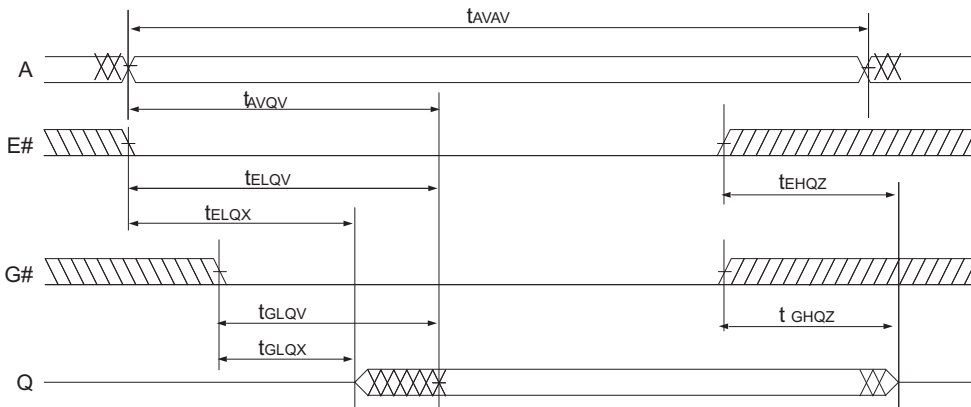 tAVAV
A
tAVQV
E#
tELQV
tEHQZ
tELQX
G#
tGLQV
t GHQZ
tGLQX
Q